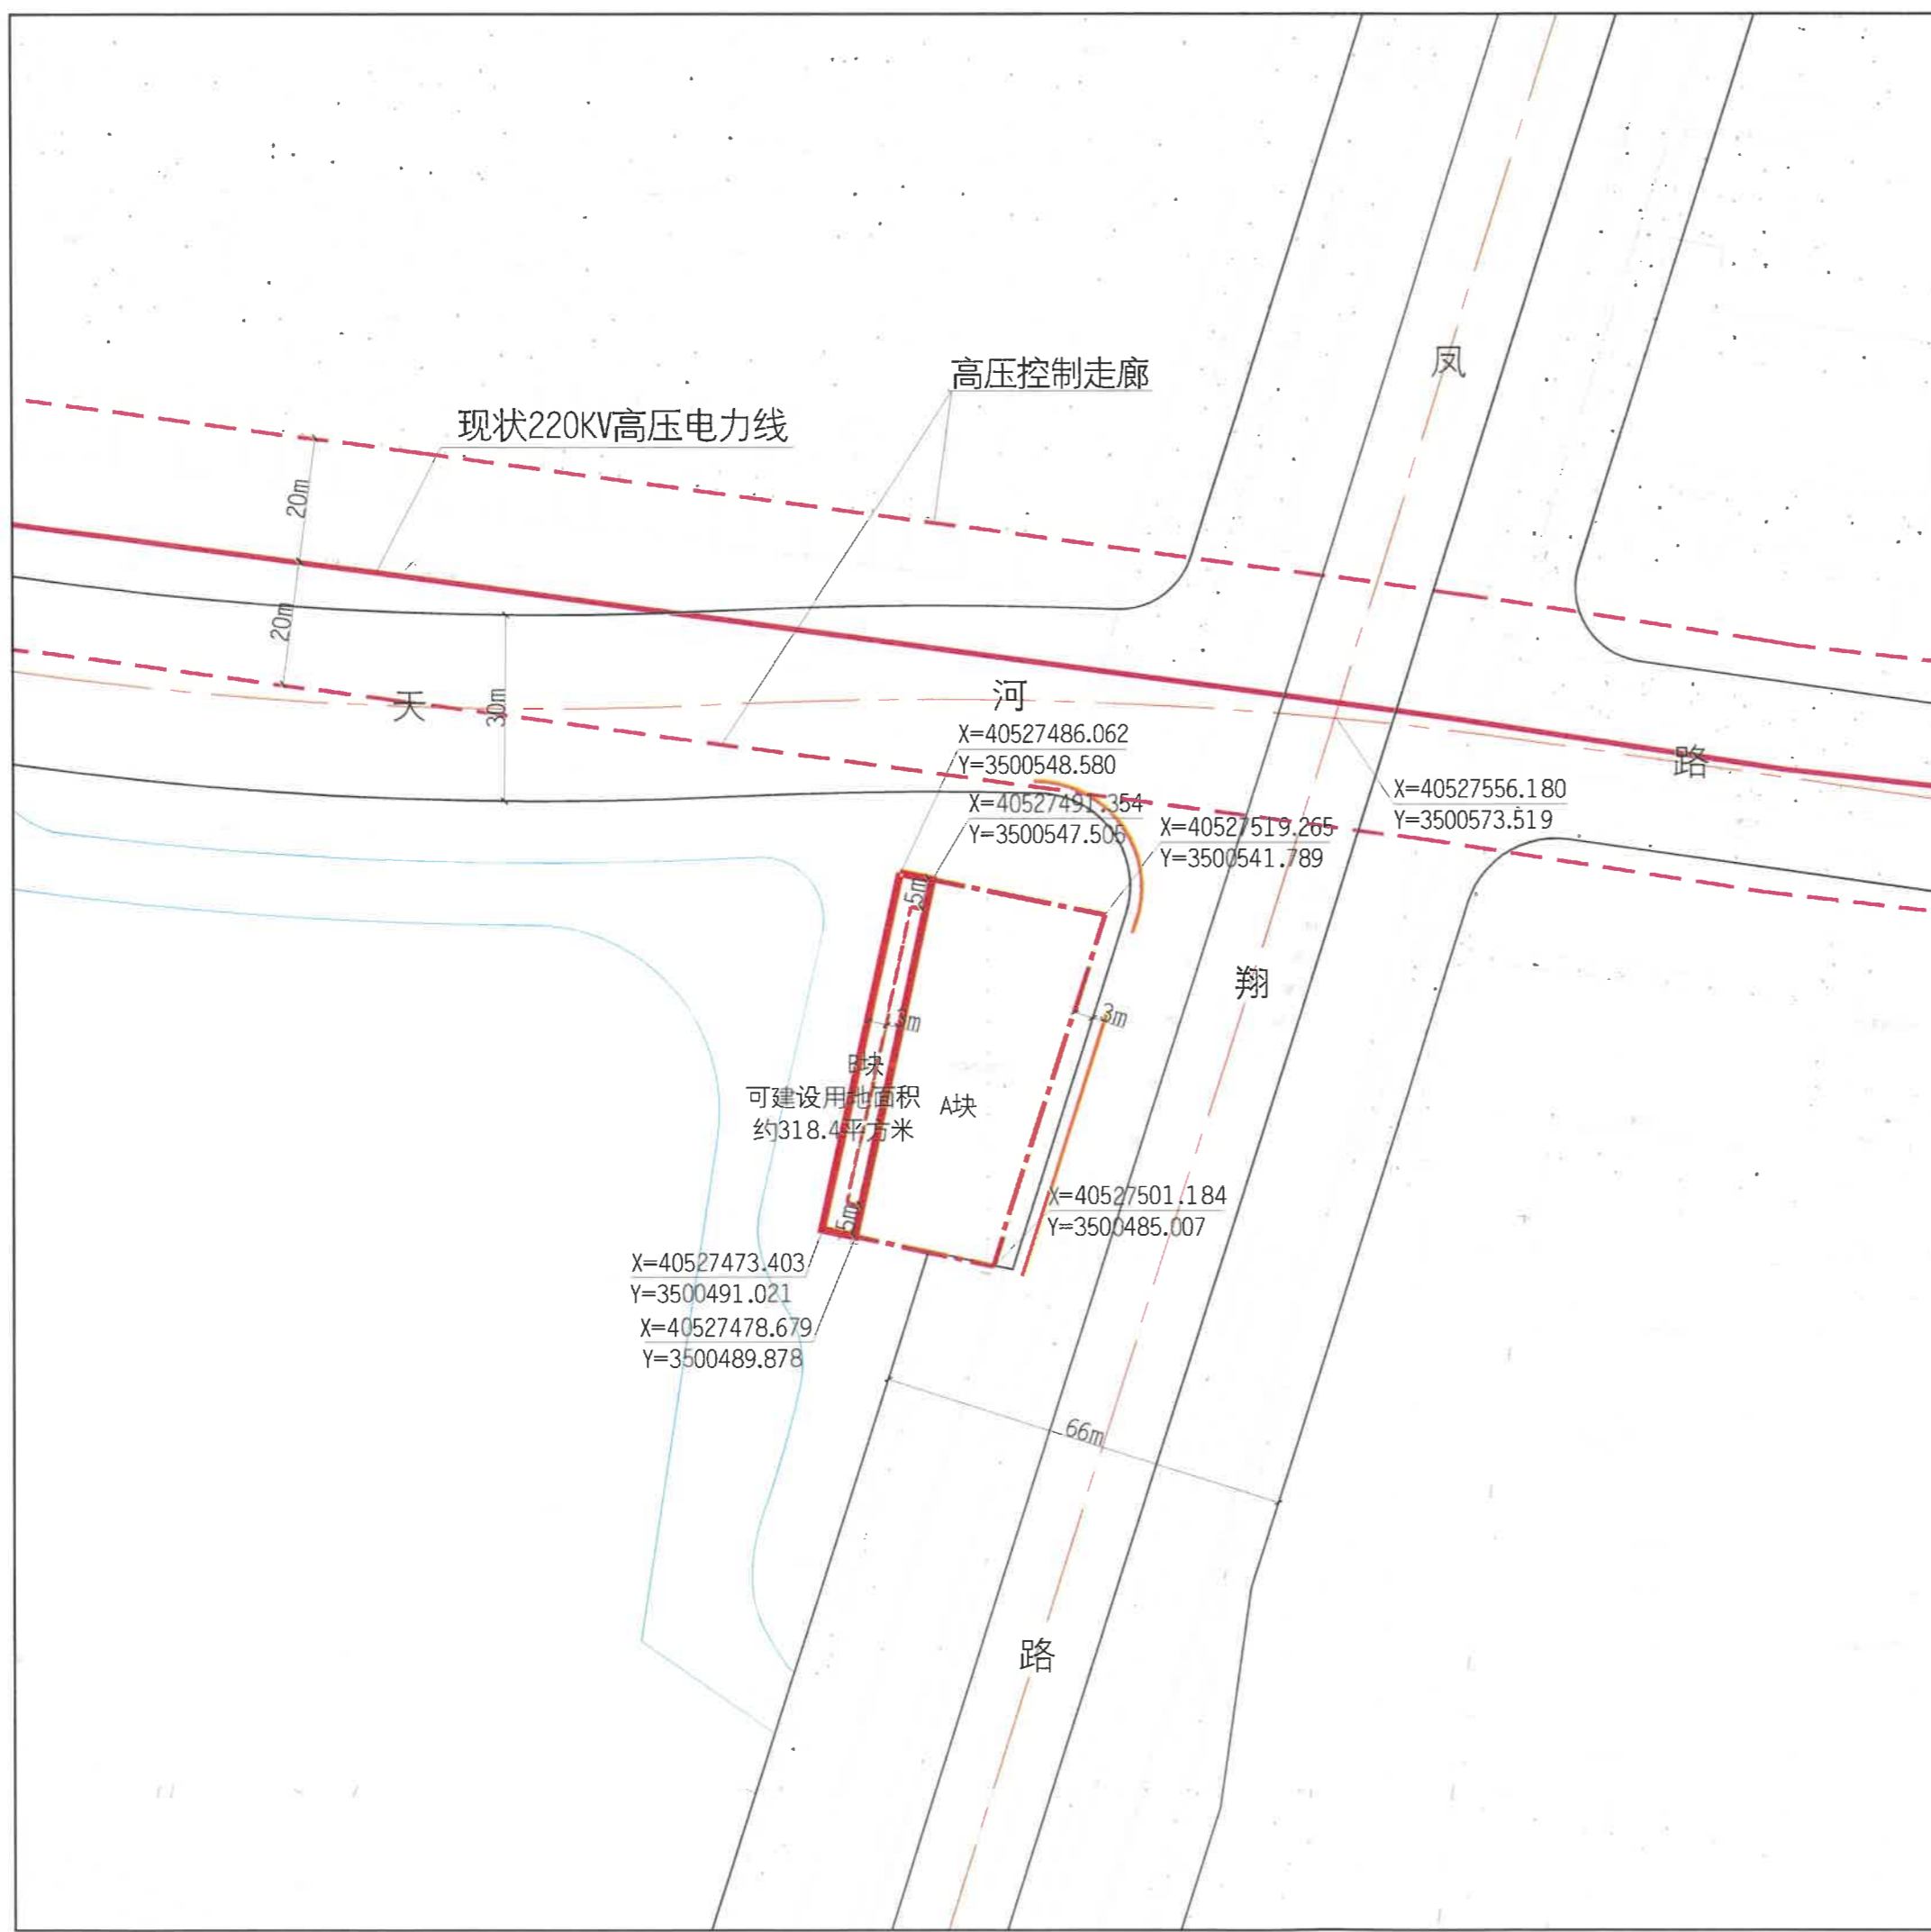 凤
高压控制走廊
现状220KV高压电力线
20m
20m
天
30m
河
路
X=40527486.062
Y=3500548.580
X=40527491.354
Y=3500547.505
X=40527519.265
Y=3500541.789
X=40527556.180
Y=3500573.519
5m
翔
3m
3m
B块
可建设用地面积
约318.4平方米
A块
5m
X=40527501.184
Y=3500485.007
X=40527473.403
Y=3500491.021
X=40527478.679
Y=3500489.878
66m
路